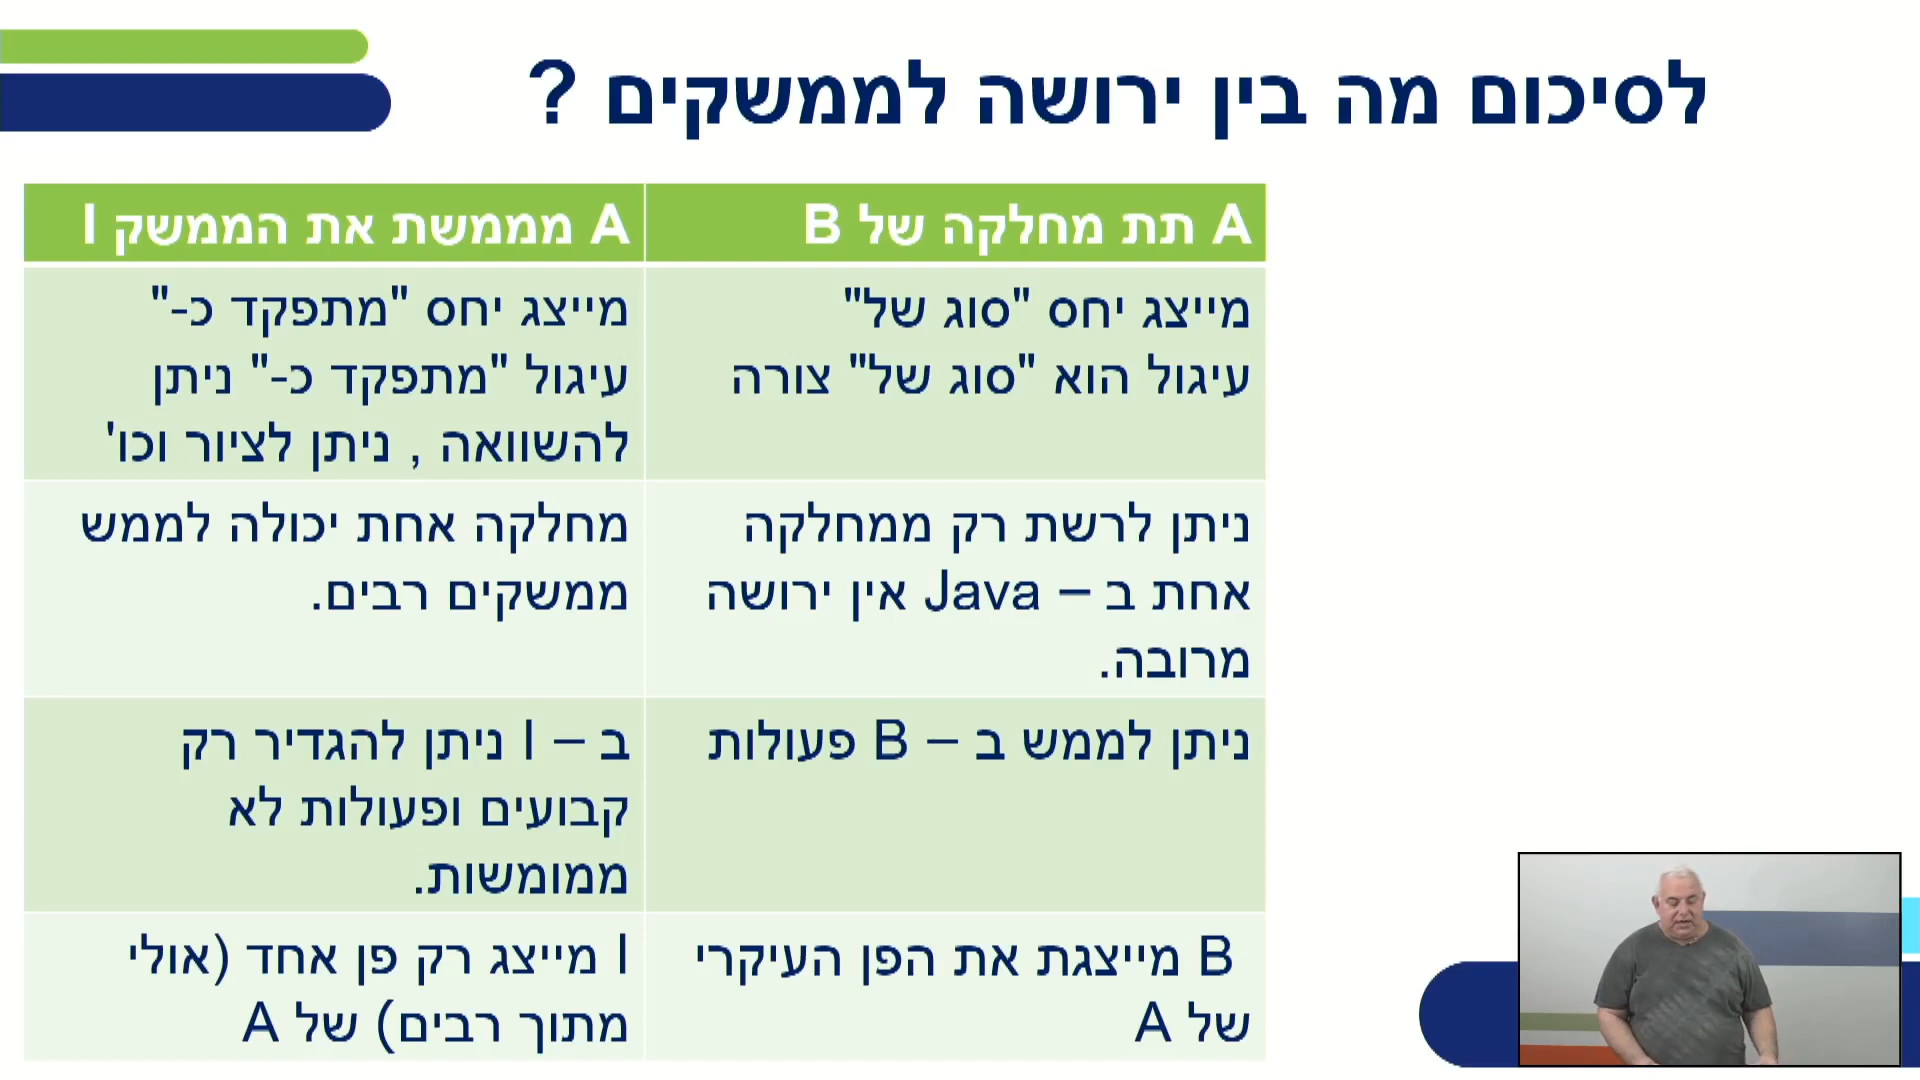 לסיכום מה בין ירושה לממשקים ?
A תת מחלקה של B
A מממשת את הממשק I
מייצג יחס "סוג של"
עיגול הוא "סוג של" צורה
מייצג יחס "מתפקד כ-"
עיגול "מתפקד כ-" ניתן
להשוואה , ניתן לציור וכו'
ניתן לרשת רק ממחלקה
אחת ב – Java אין ירושה
מרובה.
מחלקה אחת יכולה לממש
ממשקים רבים.
ניתן לממש ב – B פעולות
ב – I ניתן להגדיר רק
קבועים ופעולות לא
ממומשות.
B מייצגת את הפן העיקרי
של A
I מייצג רק פן אחד (אולי
מתוך רבים) של A